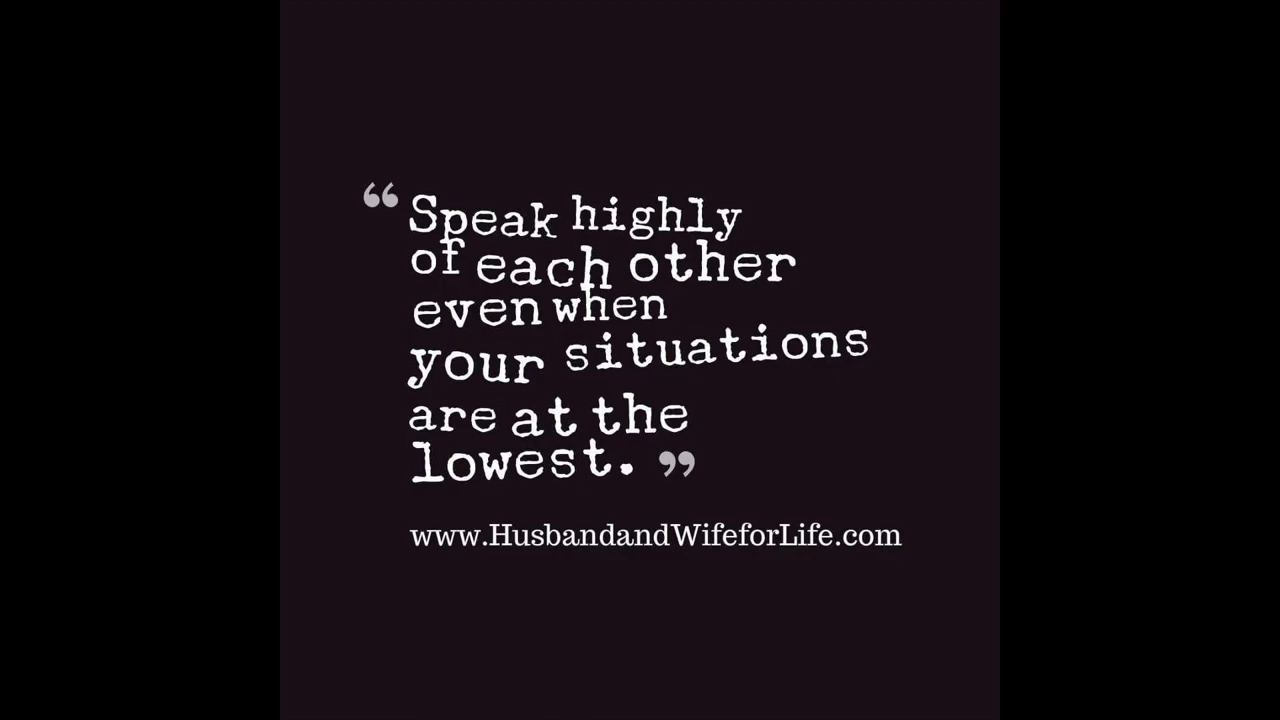 “Speak highly
of each other
even when
your situations
are at the
lowest.”
www.HusbandandWifeforLife.com